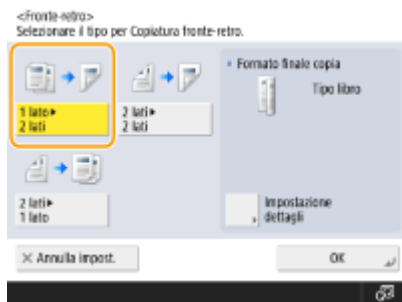 <Fronte-retro>
Selezionare il tipo per Copiatura fronte-retro.
1 lato▸
2 lati
2 lati▸
2 lati
2 lati▸
1 lato
• Formato finale copia
Tipo libro
Impostazione
dettagli
× Annulla impost.
OK